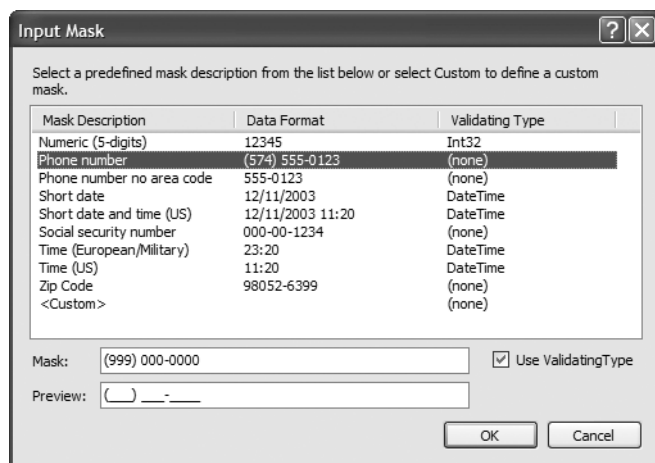 Input Mask
Select a predefined mask description from the list below or select Custom to define a custom
mask.
Mask Description Data Format Validating Type
Numeric (5-digits) 12345 Int32
Phone number (574) 555-0123 (none)
Phone number no area code 555-0123 (none)
Short date 12/11/2003 DateTime
Short date and time (US) 12/11/2003 11:20 DateTime
Social security number 000-00-1234 (none)
Time (European/Military) 23:20 DateTime
Time (US) 11:20 DateTime
Zip Code 98052-6399 (none)
<Custom> (none)
Mask: (999) 000-0000 Use ValidatingType
Preview: (___) ___-____
OK Cancel